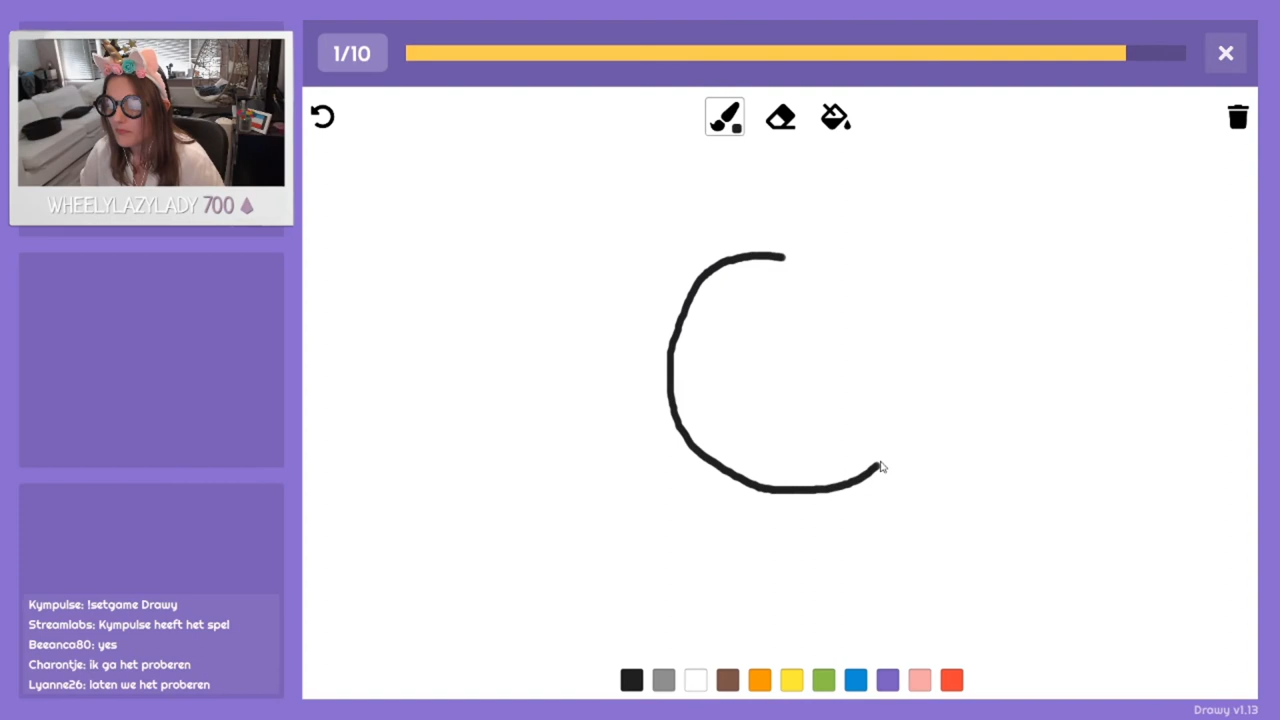 1/10
WHEELYLAZYLADY 700
Kympulse: !setgame Drawy
Streamlabs: Kympulse heeft het spel
Beeanca80: yes
Charontje: ik ga het proberen
Lyanne26: laten we het proberen
Drawy v1.13